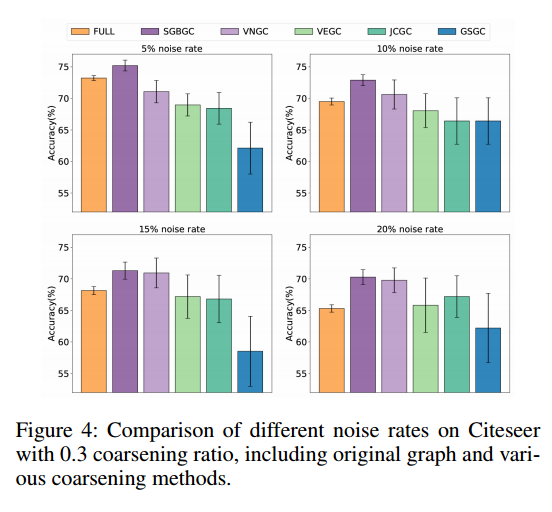 FULL SGBGC VNGC VEGC JCGC GSGC
5% noise rate
Accuracy(%)
75
70
65
60
55
10% noise rate
Accuracy(%)
75
70
65
60
55
15% noise rate
Accuracy(%)
75
70
65
60
55
20% noise rate
Accuracy(%)
75
70
65
60
55
Figure 4: Comparison of different noise rates on Citeseer
with 0.3 coarsening ratio, including original graph and vari-
ous coarsening methods.